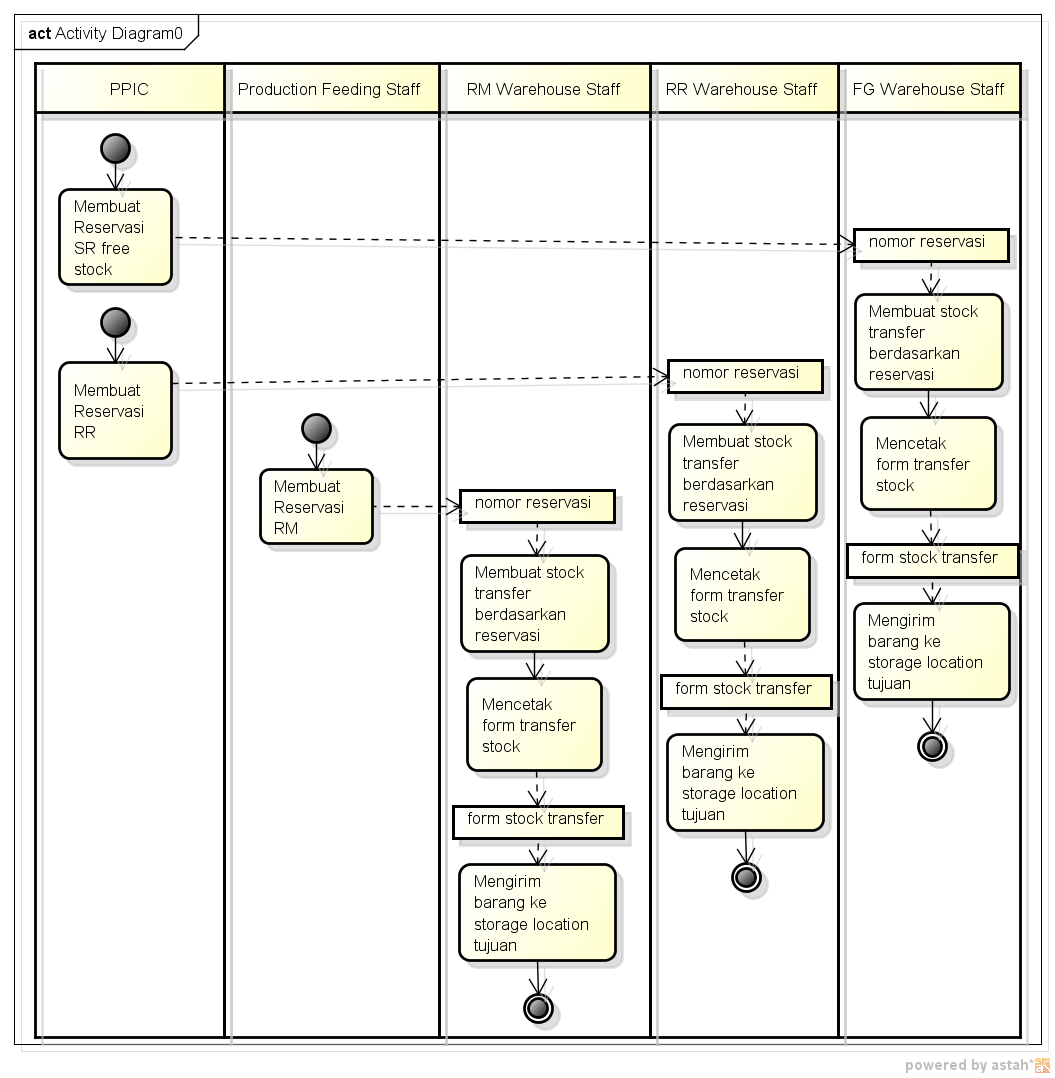 act Activity Diagram0
PPIC
Production Feeding Staff
RM Warehouse Staff
RR Warehouse Staff
FG Warehouse Staff
Membuat
Reservasi
SR free
stock
Membuat
Reservasi
RR
Membuat
Reservasi
RM
nomor reservasi
Membuat stock
transfer
berdasarkan
reservasi
Mencetak
form transfer
stock
form stock transfer
Mengirim
barang ke
storage location
tujuan
nomor reservasi
Membuat stock
transfer
berdasarkan
reservasi
Mencetak
form transfer
stock
form stock transfer
Mengirim
barang ke
storage location
tujuan
nomor reservasi
Membuat stock
transfer
berdasarkan
reservasi
Mencetak
form transfer
stock
form stock transfer
Mengirim
barang ke
storage location
tujuan
powered by astah*